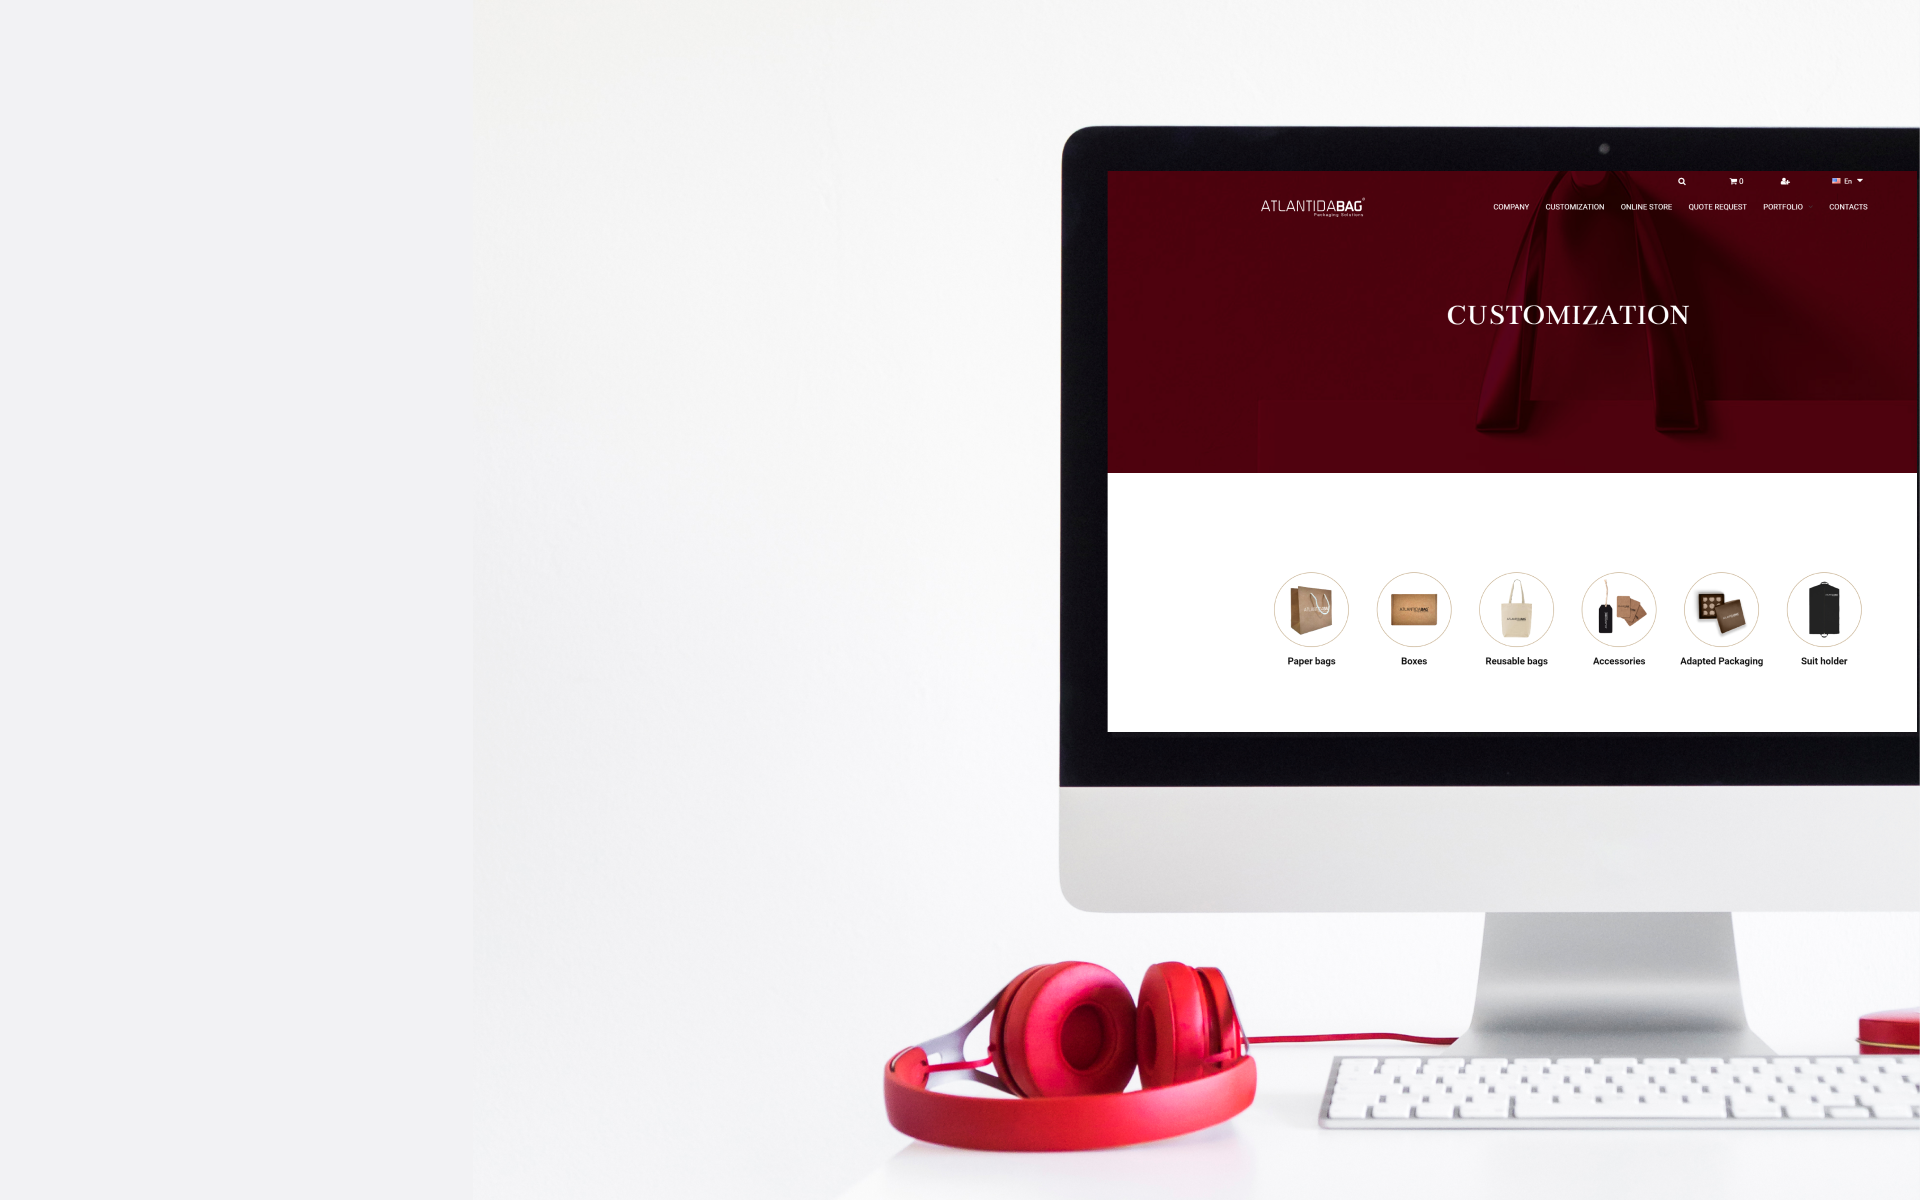 0 En
ATLANTIDABAG®
Packaging Solutions
COMPANY CUSTOMIZATION ONLINE STORE QUOTE REQUEST PORTFOLIO CONTACTS
CUSTOMIZATION
ATLANTIDABAG
Paper bags Boxes Reusable bags Accessories Adapted Packaging Suit holder